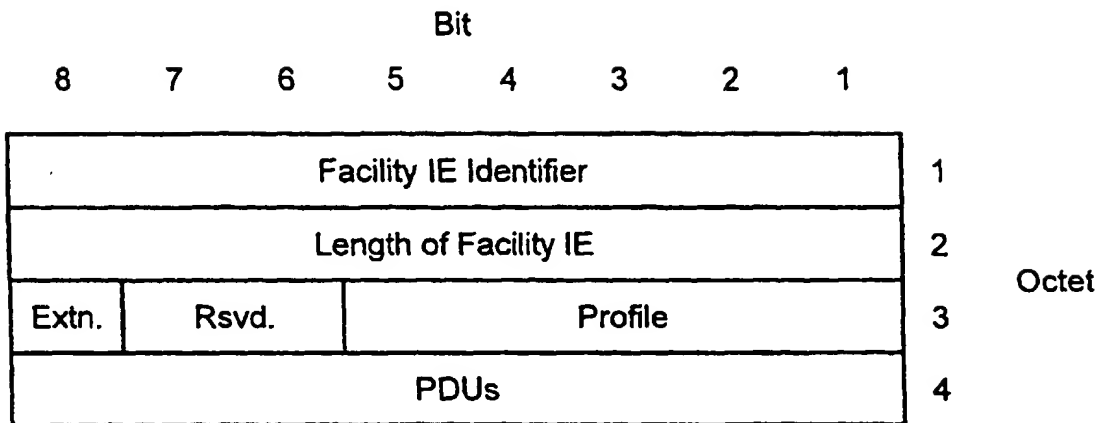 Bit
8 7 6 5 4 3 2 1
Facility IE Identifier 1
Length of Facility IE 2
Octet
Extn. Rsvd. Profile 3
PDUs 4